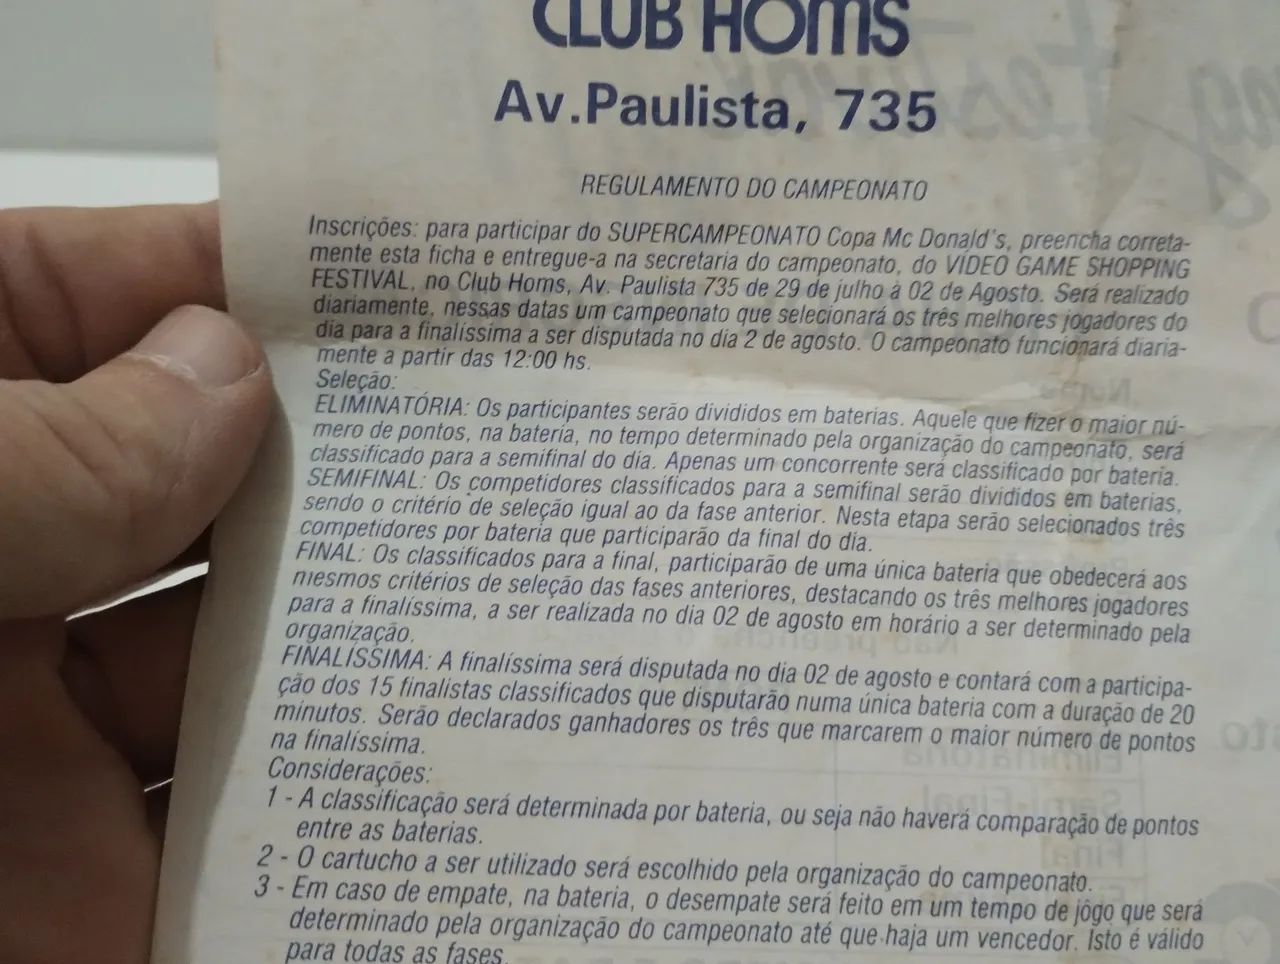 CLUB HOMS
Av.Paulista, 735
REGULAMENTO DO CAMPEONATO
Inscrições: para participar do SUPERCAMPEONATO Copa Mc Donald's, preencha correta-
mente esta ficha e entregue-a na secretaria do campeonato, do VIDEO GAME SHOPPING
FESTIVAL, no Club Homs, Av. Paulista 735 de 29 de julho à 02 de Agosto. Será realizado
diariamente, nessas datas um campeonato que selecionará os três melhores jogadores do
dia para a finalíssima a ser disputada no dia 2 de agosto. O campeonato funcionará diaria-
mente a partir das 12:00 hs.
Seleção:
ELIMINATÓRIA: Os participantes serão divididos em baterias. Aquele que fizer o maior nú-
mero de pontos, na bateria, no tempo determinado pela organização do campeonato, será
classificado para a semifinal do dia. Apenas um concorrente será classificado por bateria.
SEMIFINAL: Os competidores classificados para a semifinal serão divididos em baterias,
sendo o critério de seleção igual ao da fase anterior. Nesta etapa serão selecionados três
competidores por bateria que participarão da final do dia.
FINAL: Os classificados para a final, participarão de uma única bateria que obedecerá aos
mesmos critérios de seleção das fases anteriores, destacando os três melhores jogadores
para a finalíssima, a ser realizada no dia 02 de agosto em horário a ser determinado pela
organização.
FINALÍSSIMA: A finalíssima será disputada no dia 02 de agosto e contará com a participa-
ção dos 15 finalistas classificados que disputarão numa única bateria com a duração de 20
minutos. Serão declarados ganhadores os três que marcarem o maior número de pontos
na finalíssima.
Considerações:
1 - A classificação será determinada por bateria, ou seja não haverá comparação de pontos
entre as baterias.
2 - O cartucho a ser utilizado será escolhido pela organização do campeonato.
3 - Em caso de empate, na bateria, o desempate será feito em um tempo de jôgo que será
determinado pela organização do campeonato até que haja um vencedor. Isto é válido
para todas as fases.